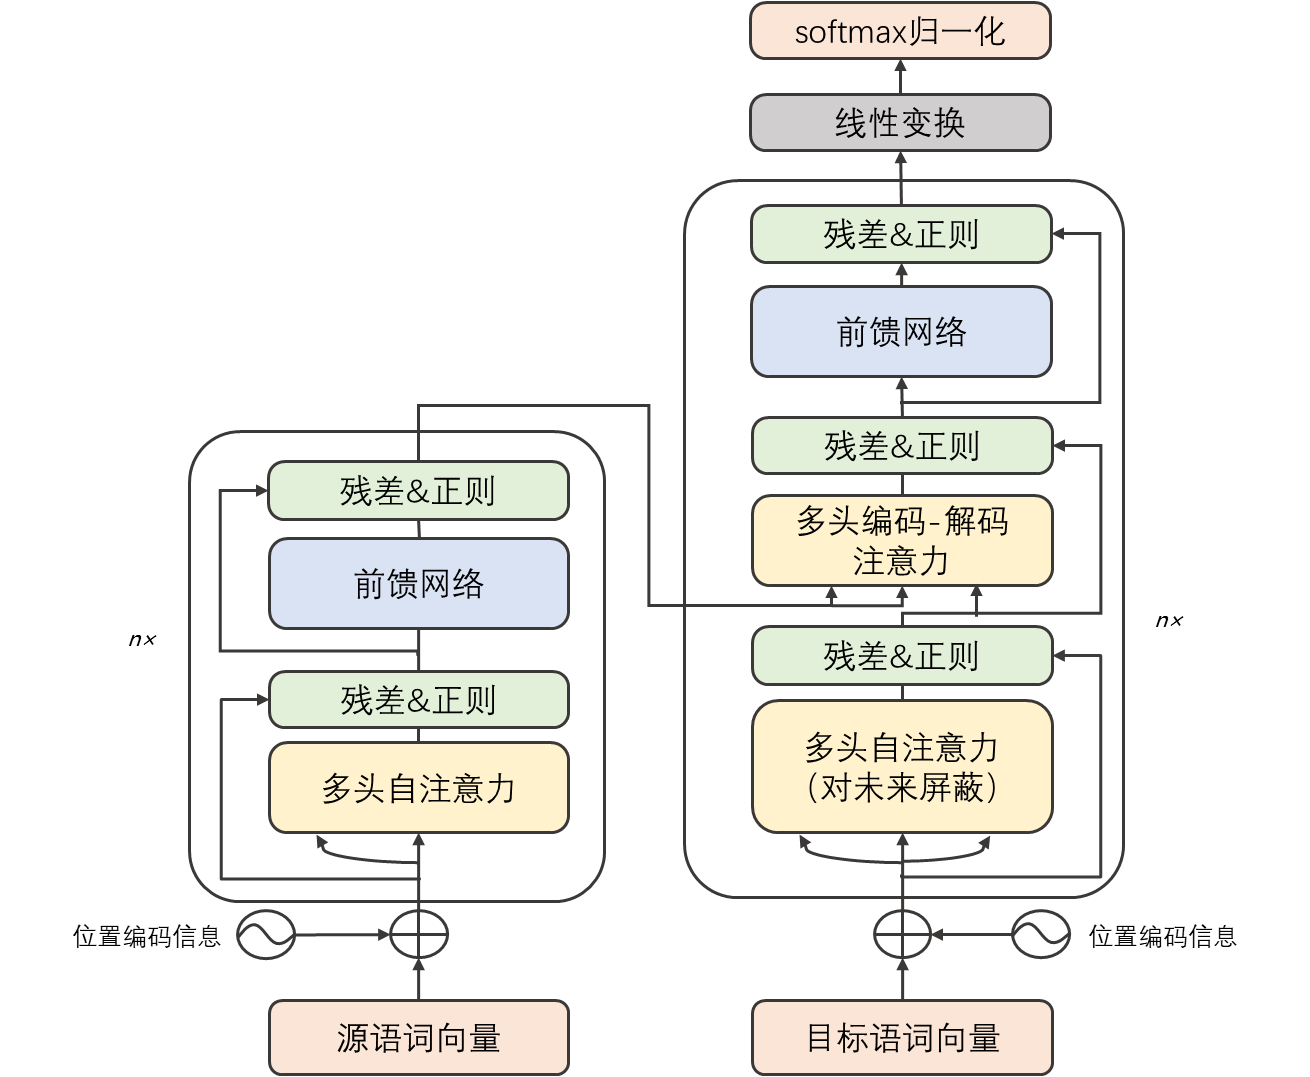 softmax归一化
线性变换
残差&正则
前馈网络
残差&正则
多头编码-解码
注意力
残差&正则
多头自注意力
（对未来屏蔽）
n×
位置编码信息
目标语词向量
残差&正则
前馈网络
n×
残差&正则
多头自注意力
位置编码信息
源语词向量